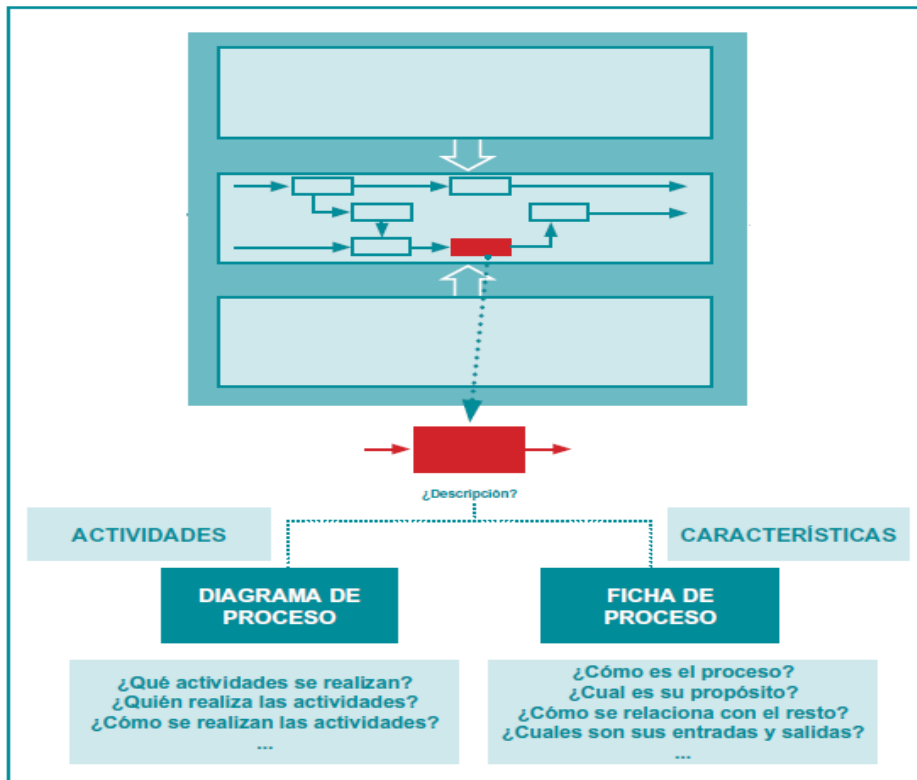 ¿Descripción?
ACTIVIDADES
CARACTERÍSTICAS
DIAGRAMA DE
PROCESO
FICHA DE
PROCESO
¿Qué actividades se realizan?
¿Quién realiza las actividades?
¿Cómo se realizan las actividades?
...
¿Cómo es el proceso?
¿Cual es su propósito?
¿Cómo se relaciona con el resto?
¿Cuales son sus entradas y salidas?
...